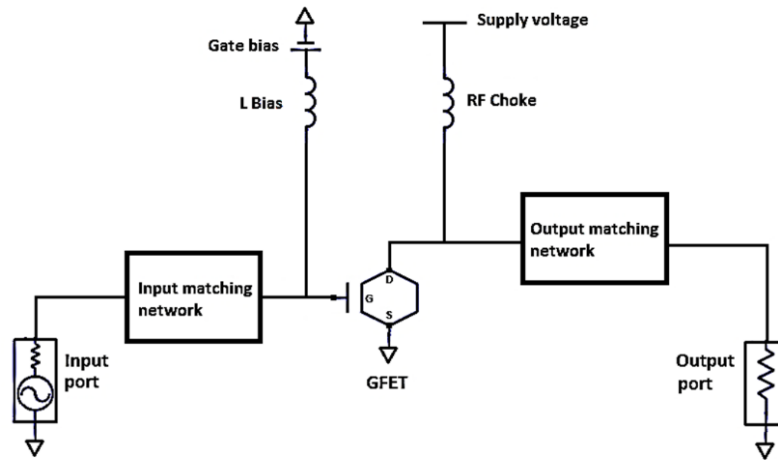 Supply voltage
Gate bias
L Bias
RF Choke
Output matching
network
Input matching
network
D
G
S
Input
port
GFET
Output
port